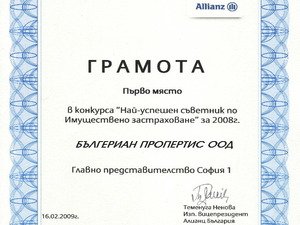 Allianz
ГРАМОТА
Първо място
в конкурса "Най-успешен съветник по
Имуществено застраховане" за 2008г.
БЪЛГЕРИАН ПРОПЕРТИС ООД
Главно представителство София 1
Теменуга Ненова
Изп. вицепрезидент
Алианц България
16.02.2009г.